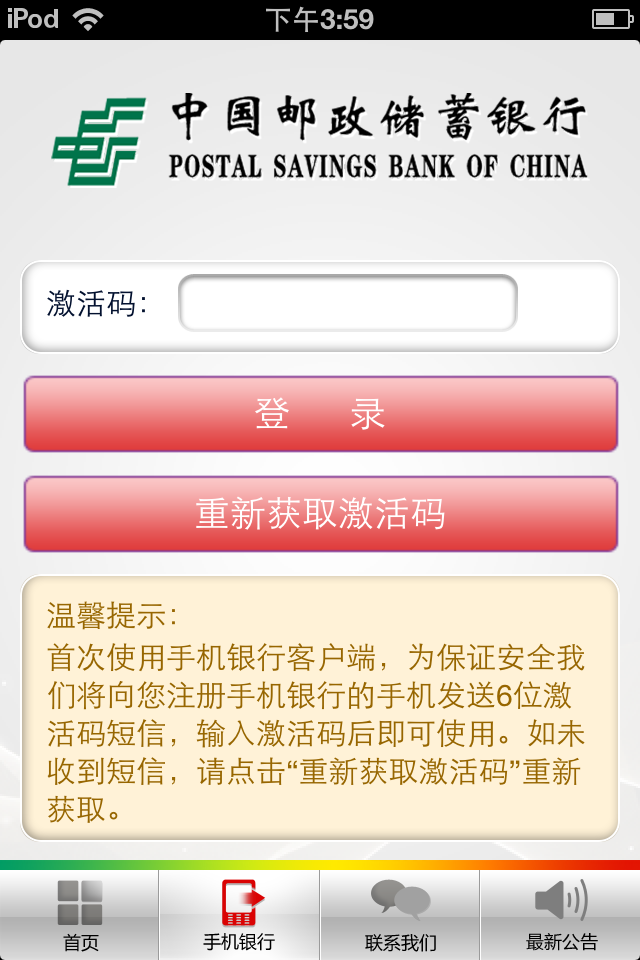 iPod 下午3:59
中国邮政储蓄银行
POSTAL SAVINGS BANK OF CHINA
激活码：
登 录
重新获取激活码
温馨提示：
首次使用手机银行客户端，为保证安全我
们将向您注册手机银行的手机发送6位激
活码短信，输入激活码后即可使用。如未
收到短信，请点击“重新获取激活码”重新
获取。
首页 手机银行 联系我们 最新公告